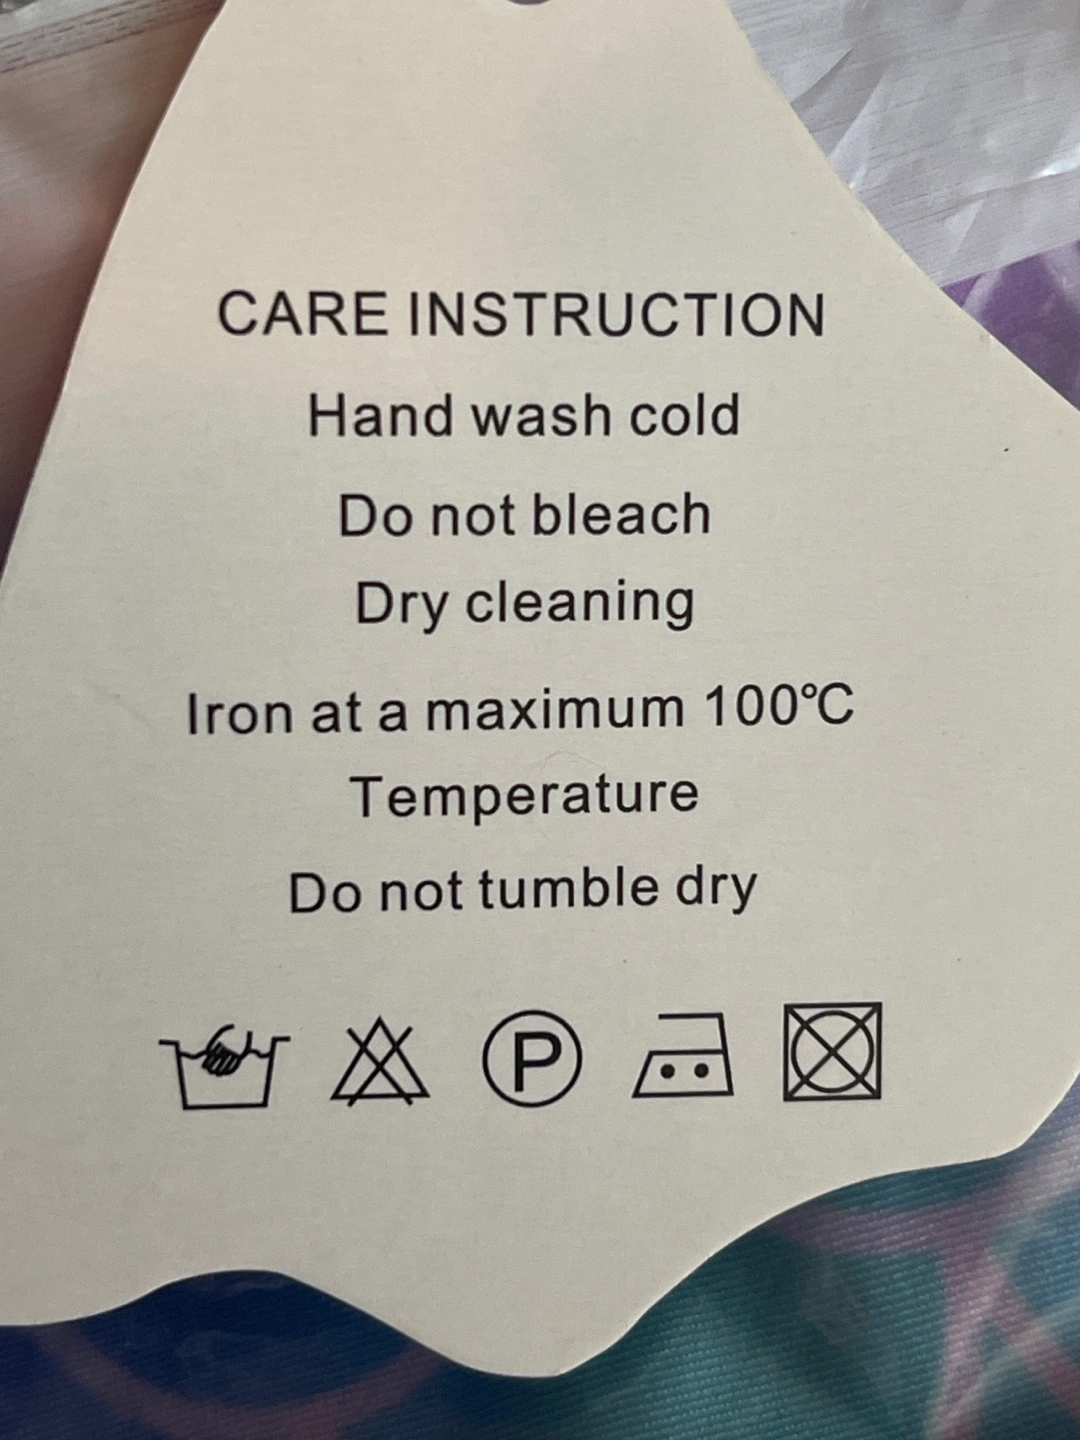 CARE INSTRUCTION
Hand wash cold
Do not bleach
Dry cleaning
Iron at a maximum 100℃
Temperature
Do not tumble dry
P